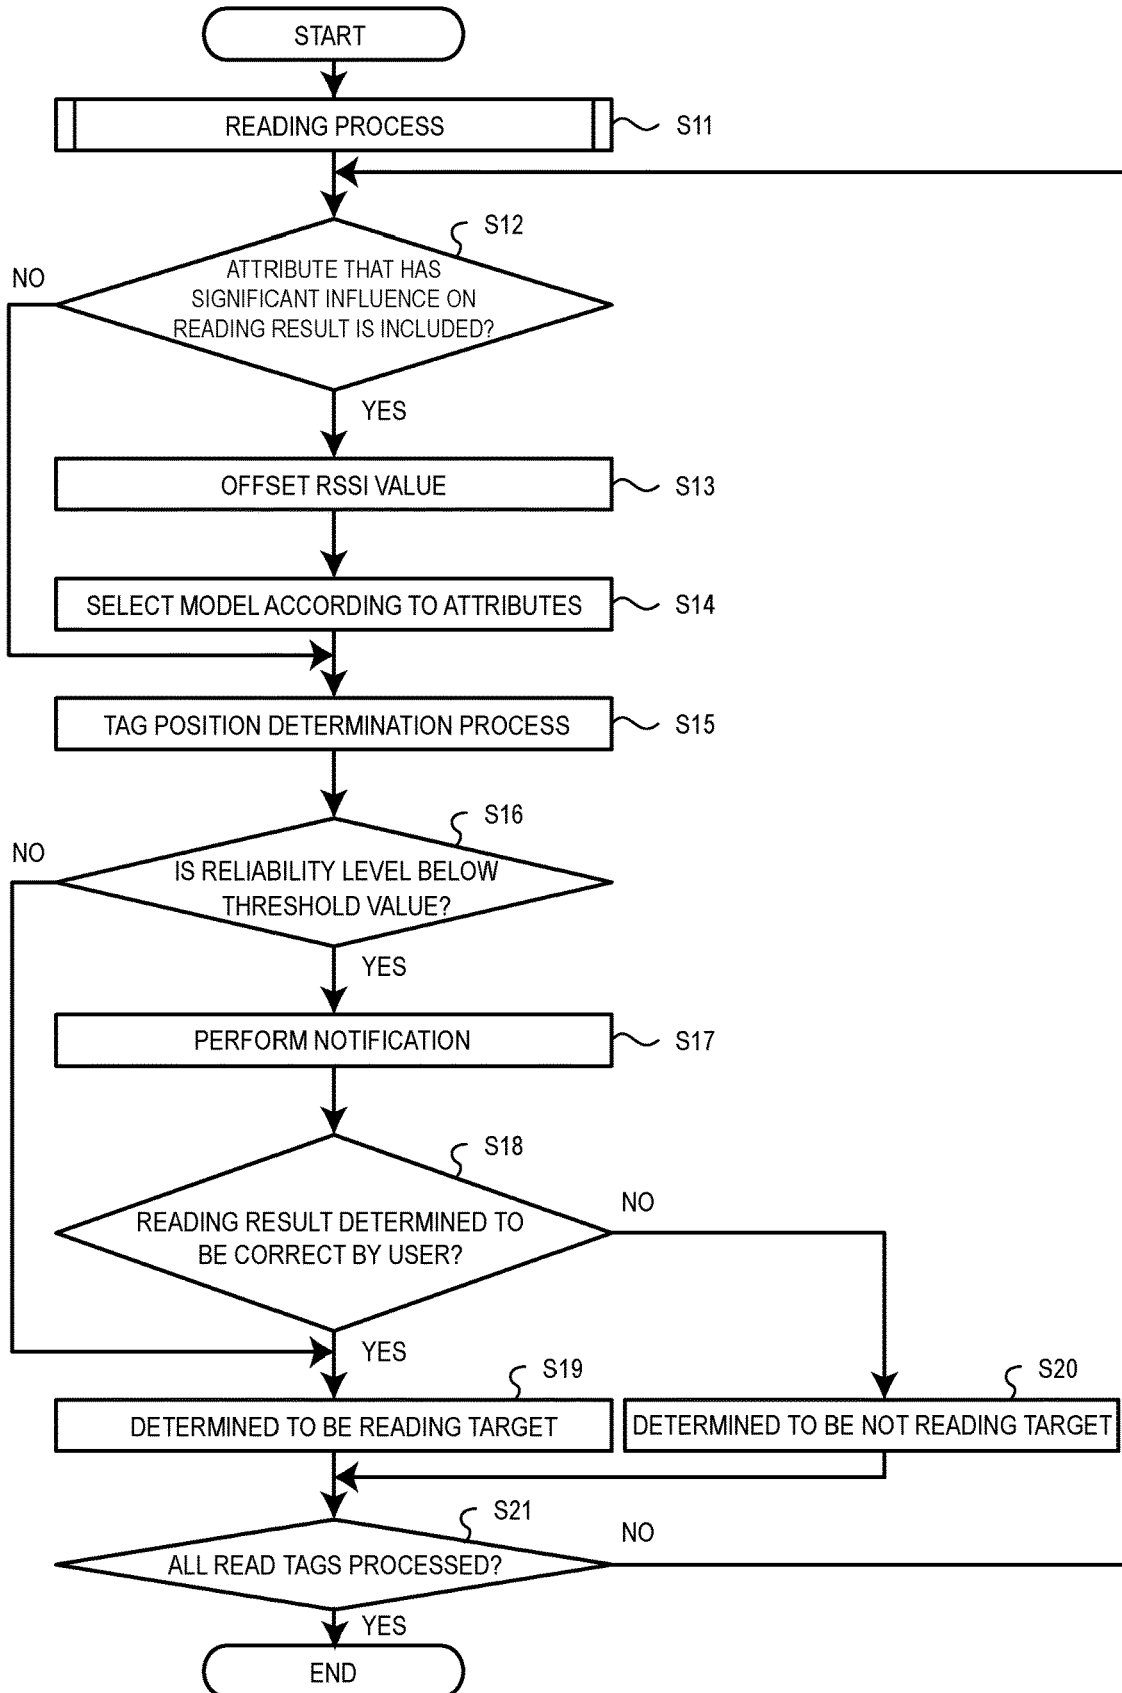 START
READING PROCESS
S11
S12
NO
ATTRIBUTE THAT HAS
SIGNIFICANT INFLUENCE ON
READING RESULT IS INCLUDED?
YES
OFFSET RSSI VALUE
S13
SELECT MODEL ACCORDING TO ATTRIBUTES
S14
TAG POSITION DETERMINATION PROCESS
S15
S16
NO
IS RELIABILITY LEVEL BELOW
THRESHOLD VALUE?
YES
PERFORM NOTIFICATION
S17
S18
NO
READING RESULT DETERMINED TO
BE CORRECT BY USER?
YES
S19
S20
DETERMINED TO BE READING TARGET
DETERMINED TO BE NOT READING TARGET
S21
NO
ALL READ TAGS PROCESSED?
YES
END